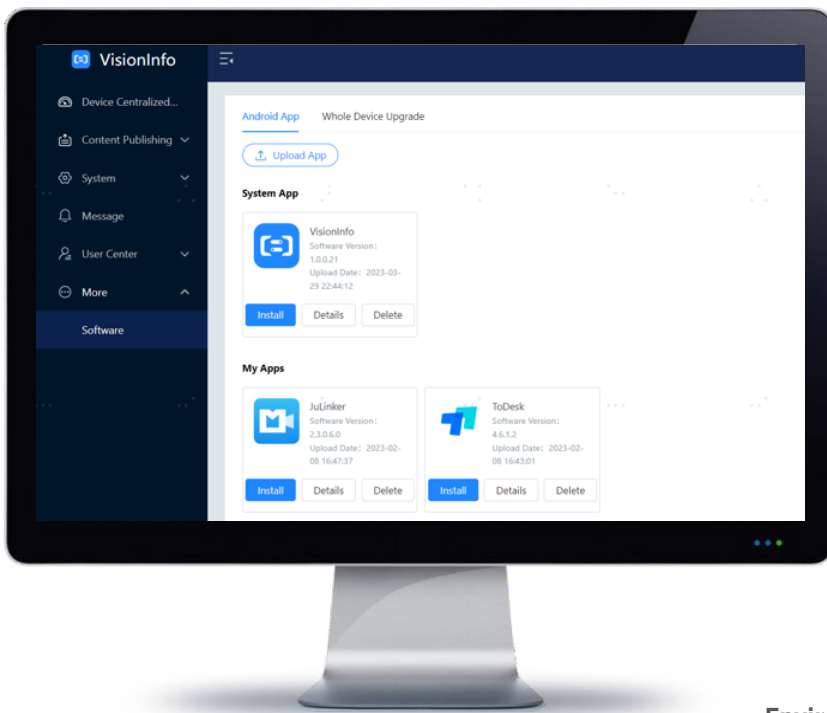 VisionInfo
Device Centralized...
Content Publishing
System
Message
User Center
More
Software
Android App
Whole Device Upgrade
Upload App
System App
VisionInfo
Software Version:
1.0.0.21
Upload Date: 2023-03-
29 22:44:12
Install
Details
Delete
My Apps
JuLinker
Software Version:
2.3.0.6.0
Upload Date: 2023-02-
08 16:47:37
Install
Details
Delete
ToDesk
Software Version:
4.6.1.2
Upload Date: 2023-02-
08 16:43:01
Install
Details
Delete